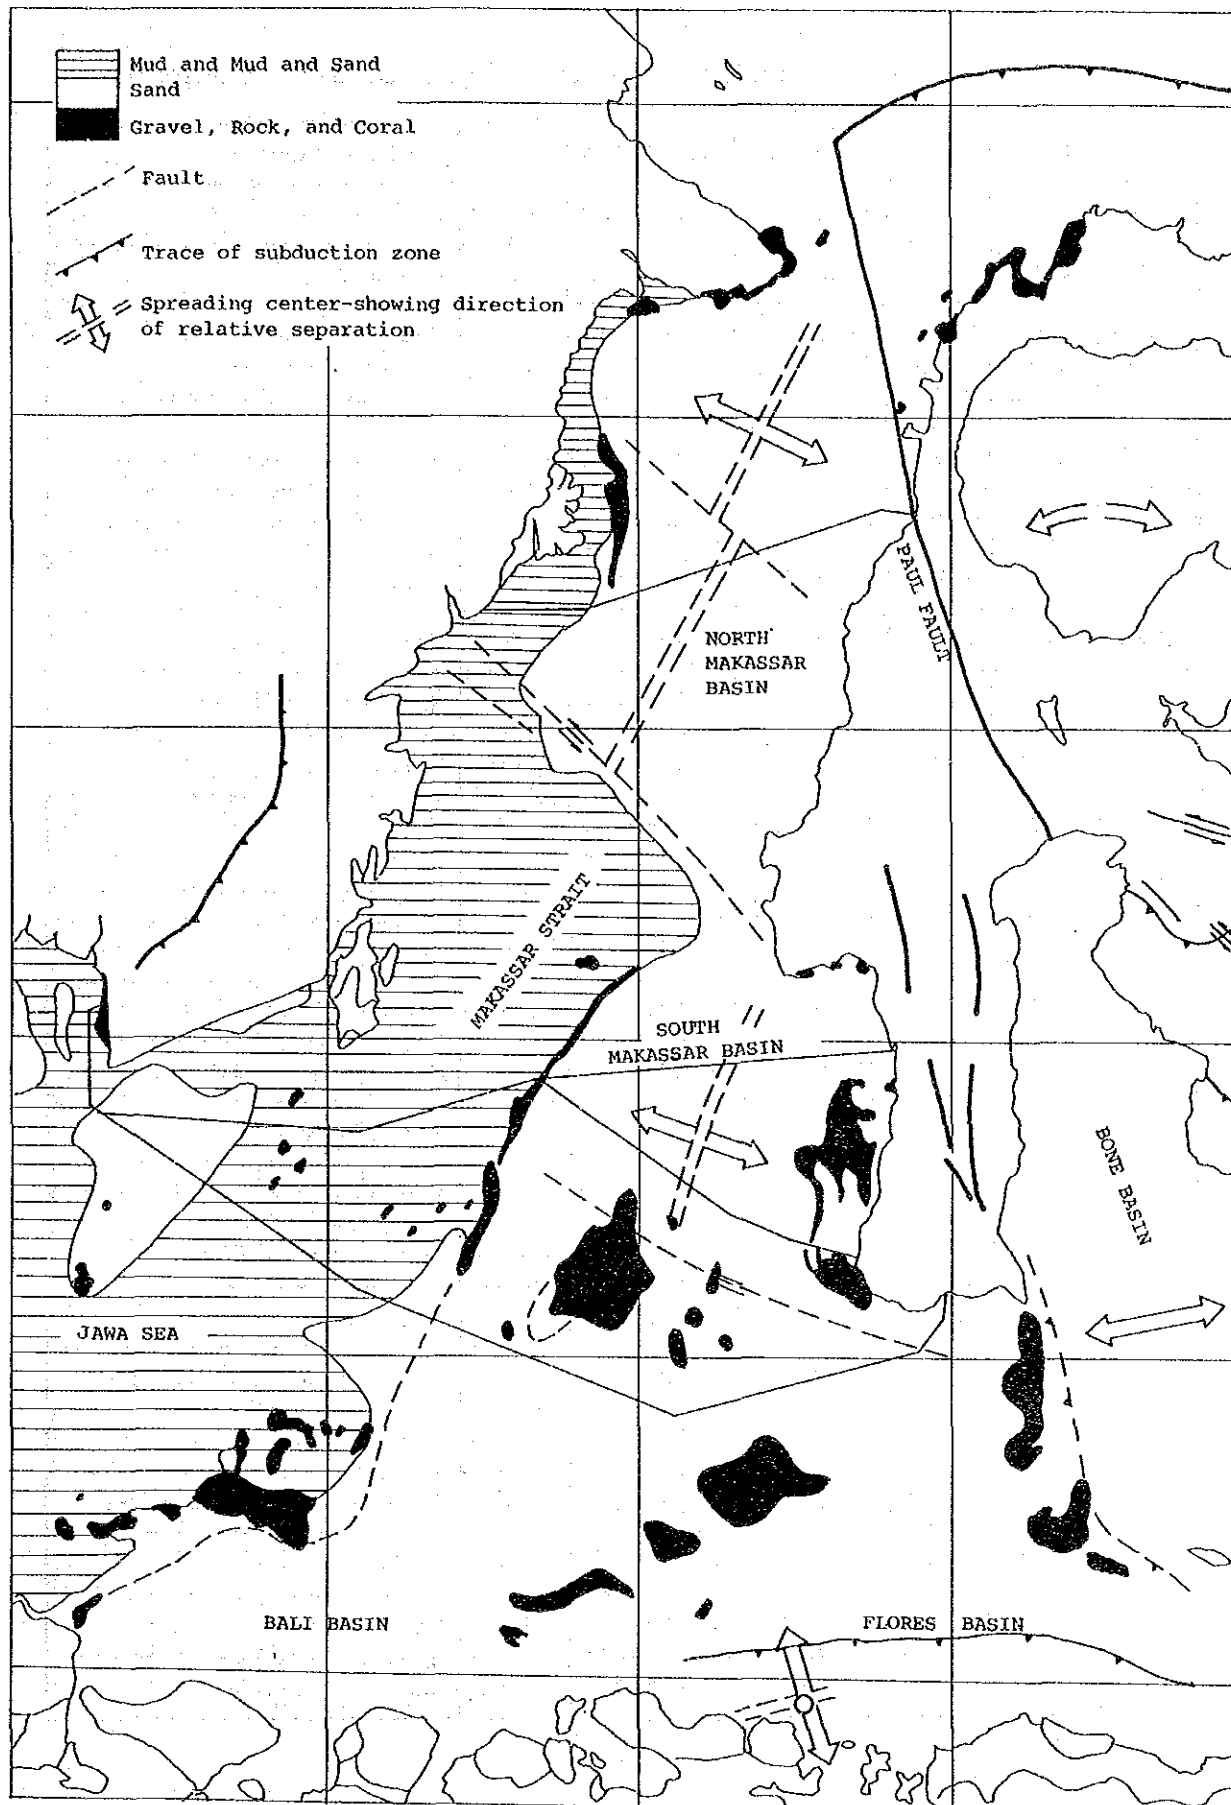 Mud and Mud and Sand
Sand
Gravel, Rock, and Coral
Fault
Trace of subduction zone
Spreading center-showing direction
of relative separation
PAUL FAULT
NORTH
MAKASSAR
BASIN
MAKASSAR STRAIT
SOUTH
MAKASSAR BASIN
BONE BASIN
JAWA SEA
BALI BASIN
FLORES BASIN